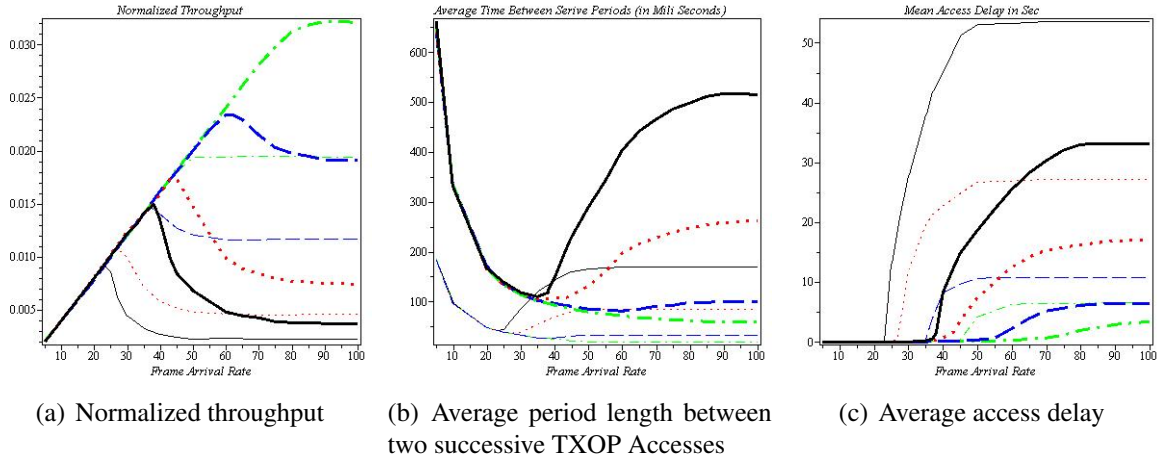 Normalized Throughput
0.030
0.025
0.020
0.015
0.010
0.005
10 20 30 40 50 60 70 80 90 100
Frame Arrival Rate
(a) Normalized throughput
Average Time Between Serive Periods (in Mili Seconds)
600
500
400
300
200
100
10 20 30 40 50 60 70 80 90 100
Frame Arrival Rate
(b) Average period length between
two successive TXOP Accesses
Mean Access Delay in Sec
50
40
30
20
10
0
10 20 30 40 50 60 70 80 90 100
Frame Arrival Rate
(c) Average access delay